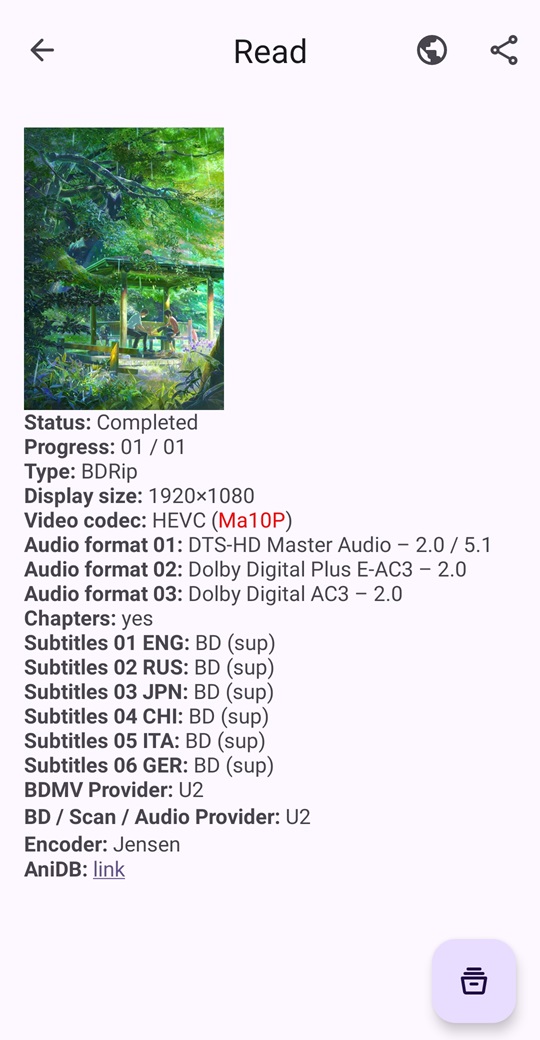 Read
Status: Completed
Progress: 01 / 01
Type: BDRip
Display size: 1920×1080
Video codec: HEVC (Ma10P)
Audio format 01: DTS-HD Master Audio – 2.0 / 5.1
Audio format 02: Dolby Digital Plus E-AC3 – 2.0
Audio format 03: Dolby Digital AC3 – 2.0
Chapters: yes
Subtitles 01 ENG: BD (sup)
Subtitles 02 RUS: BD (sup)
Subtitles 03 JPN: BD (sup)
Subtitles 04 CHI: BD (sup)
Subtitles 05 ITA: BD (sup)
Subtitles 06 GER: BD (sup)
BDMV Provider: U2
BD / Scan / Audio Provider: U2
Encoder: Jensen
AniDB: link